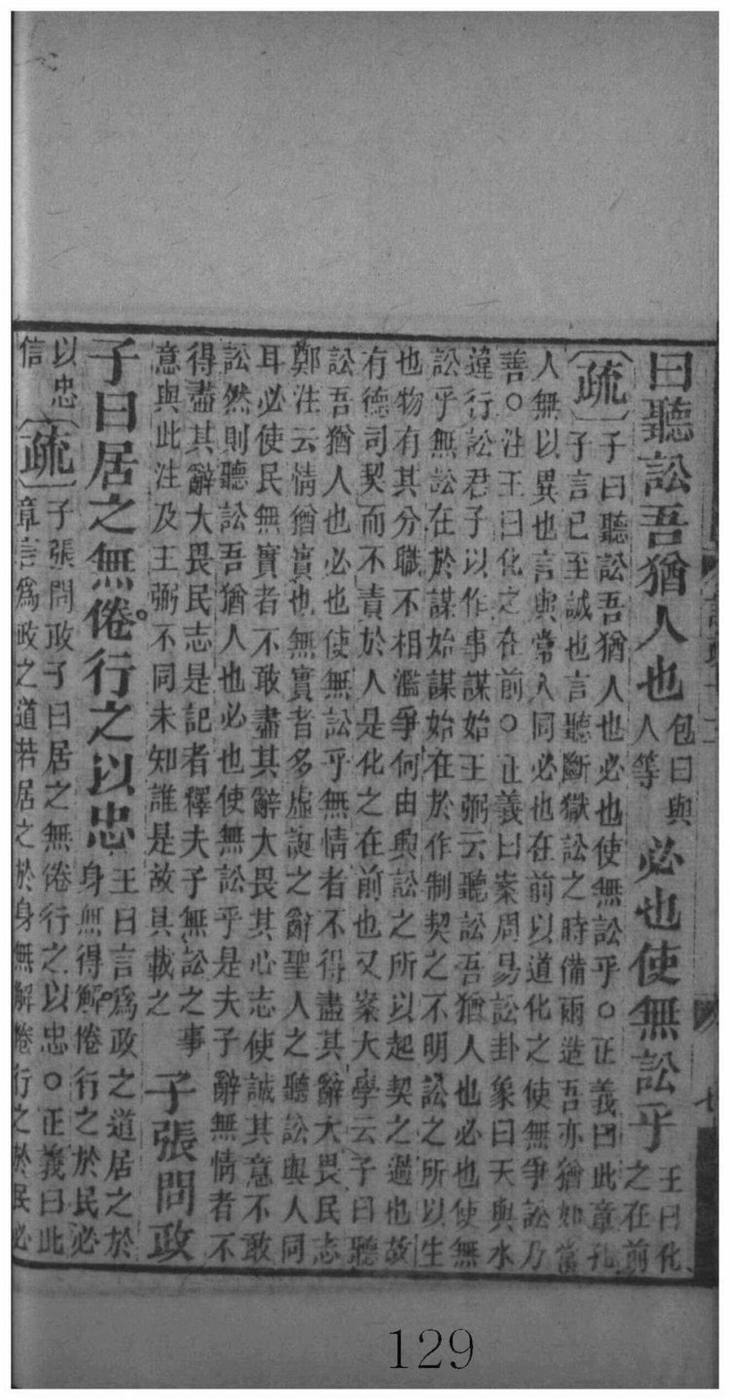 曰聽訟吾猶人也包曰與人等必也使無訟乎王曰化之在前
〔疏〕子曰聽訟吾猶人也必也使無訟乎○正義曰此章孔
子言已至誠也言聽斷獄訟之時備兩造吾亦猶如常
人無以異也言與常人同必也在前以道化之使無爭訟乃
善○注王曰化之在前○正義曰案周易訟卦象曰天與水
違行訟君子以作事謀始王弼云聽訟吾猶人也必也使無
訟乎無訟在於謀始謀始在於作制契之不明訟之所以生
也物有其分職不相濫爭何由興訟之所以起契之過也故
有德司契而不責於人是化之在前也又案大學云子曰聽
訟吾猶人也必也使無訟乎無情者不得盡其辭大畏民志
鄭注云情猶實也無實者多虛誕之辭聖人之聽訟與人同
耳必使民無實者不敢盡其辭大畏其心志使誠其意不敢
訟然則聽訟吾猶人也必也使無訟乎是夫子辭無情者不
得盡其辭大畏民志是記者釋夫子無訟之事
意與此注及王弼不同未知誰是故具載之
子張問政
子曰居之無倦。行之以忠王曰言爲政之道居之於身無得解倦行之於民必
以忠信
〔疏〕子張問政子曰居之無倦行之以忠○正義曰此
章言爲政之道若居之於身無解倦行之於民必
129